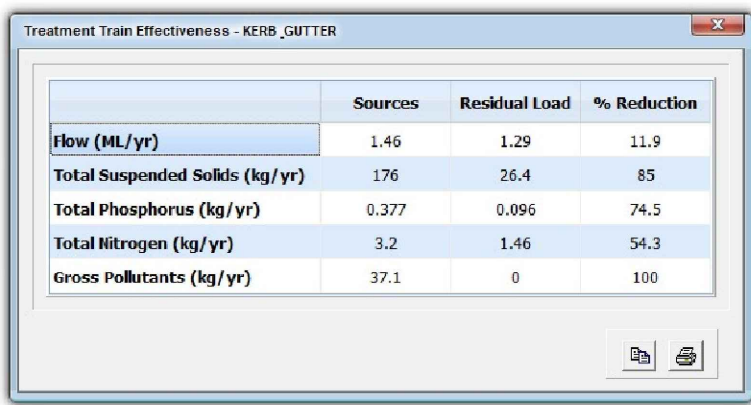 Treatment Train Effectiveness - KERB_GUTTER
Sources Residual Load % Reduction
Flow (ML/yr) 1.46 1.29 11.9
Total Suspended Solids (kg/yr) 176 26.4 85
Total Phosphorus (kg/yr) 0.377 0.096 74.5
Total Nitrogen (kg/yr) 3.2 1.46 54.3
Gross Pollutants (kg/yr) 37.1 0 100